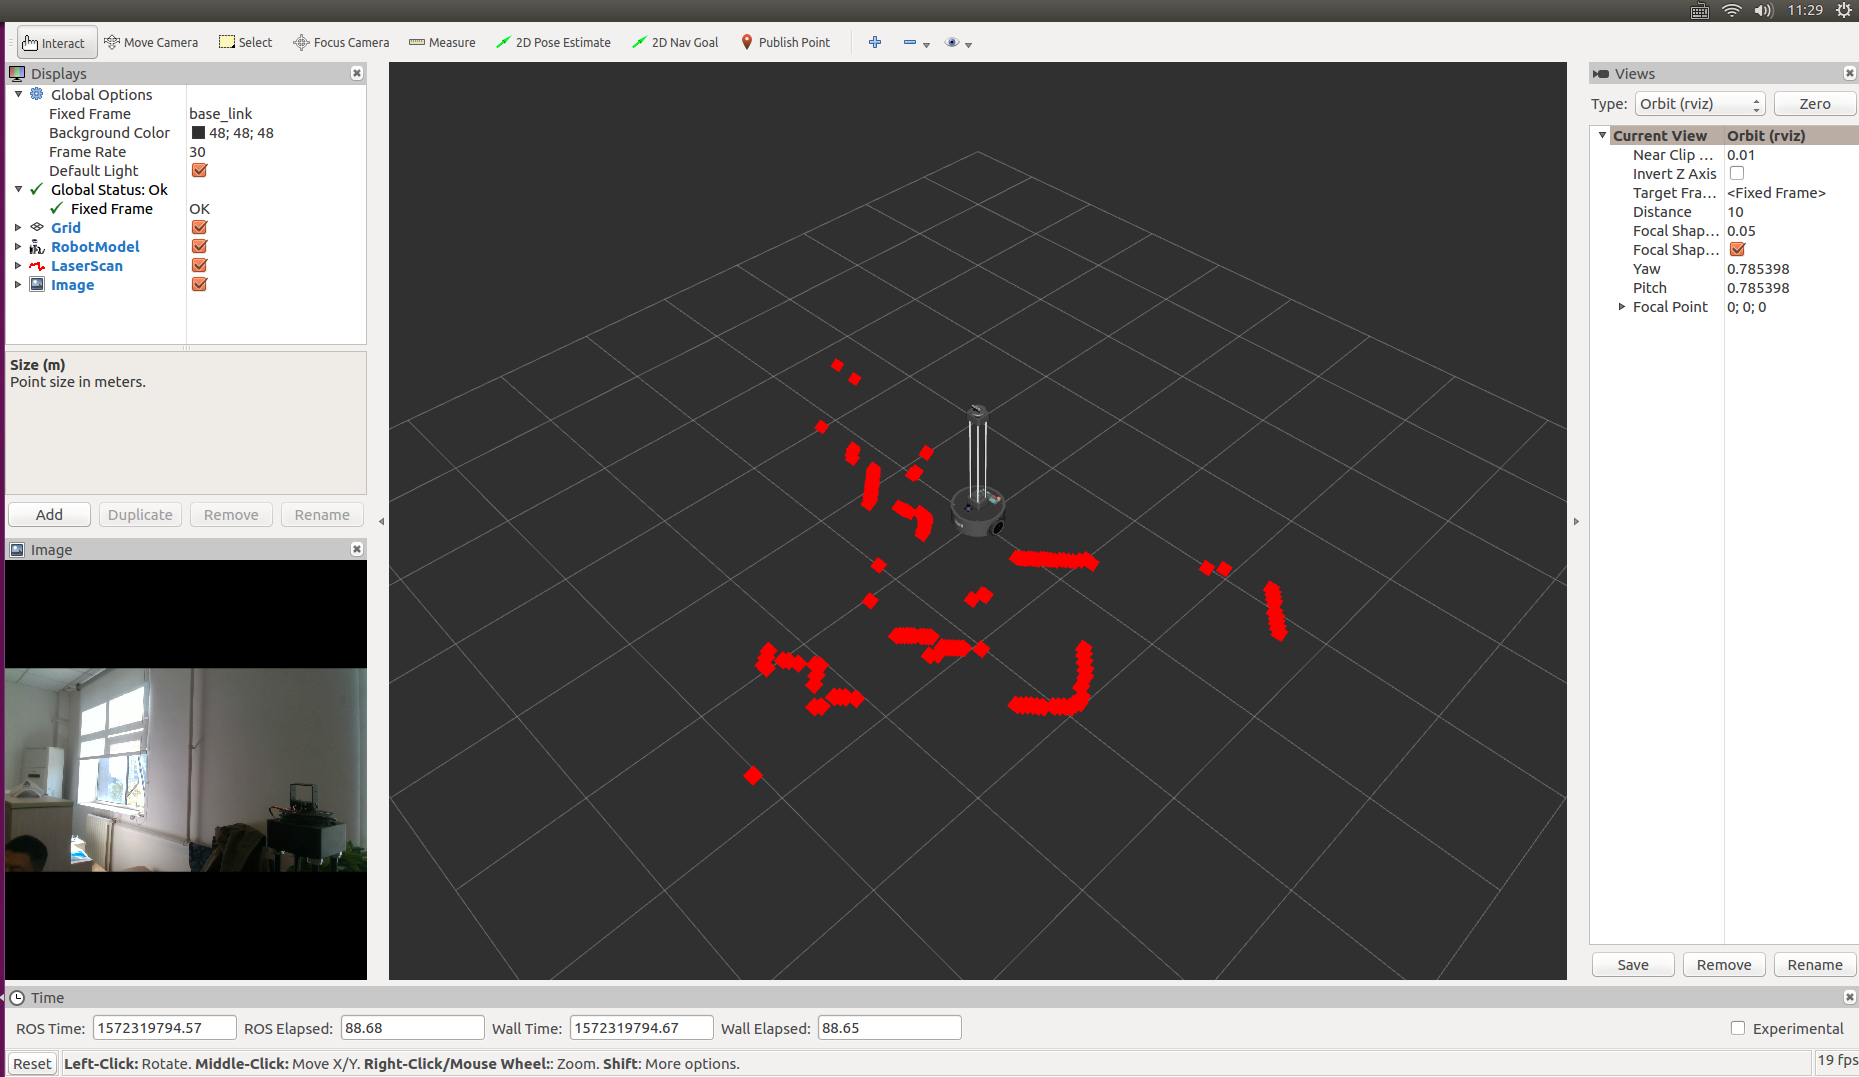 11:29
Interact Move Camera Select Focus Camera Measure 2D Pose Estimate 2D Nav Goal Publish Point
Displays
Global Options
Fixed Frame base_link
Background Color 48; 48; 48
Frame Rate 30
Default Light
Global Status: Ok
Fixed Frame OK
Grid
RobotModel
LaserScan
Image
Size (m)
Point size in meters.
Add Duplicate Remove Rename
Image
Views
Type: Orbit (rviz) Zero
Current View Orbit (rviz)
Near Clip ... 0.01
Invert Z Axis
Target Fra... <Fixed Frame>
Distance 10
Focal Shap... 0.05
Focal Shap...
Yaw 0.785398
Pitch 0.785398
Focal Point 0; 0; 0
Save Remove Rename
Time
ROS Time: 1572319794.57 ROS Elapsed: 88.68 Wall Time: 1572319794.67 Wall Elapsed: 88.65 Experimental
Reset Left-Click: Rotate. Middle-Click: Move X/Y. Right-Click/Mouse Wheel:: Zoom. Shift: More options. 19 fps